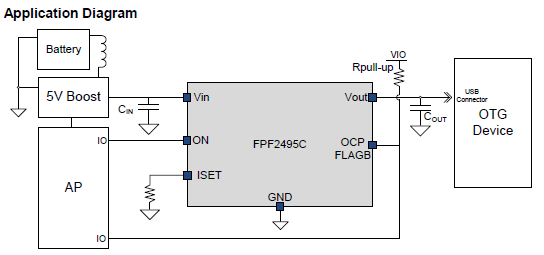 Application Diagram
Battery
VIO
Rpull-up
5V Boost
CIN
Vin
Vout
USB
Connector
COUT
OTG
Device
IO
ON
FPF2495C
OCP
FLAGB
AP
ISET
GND
IO